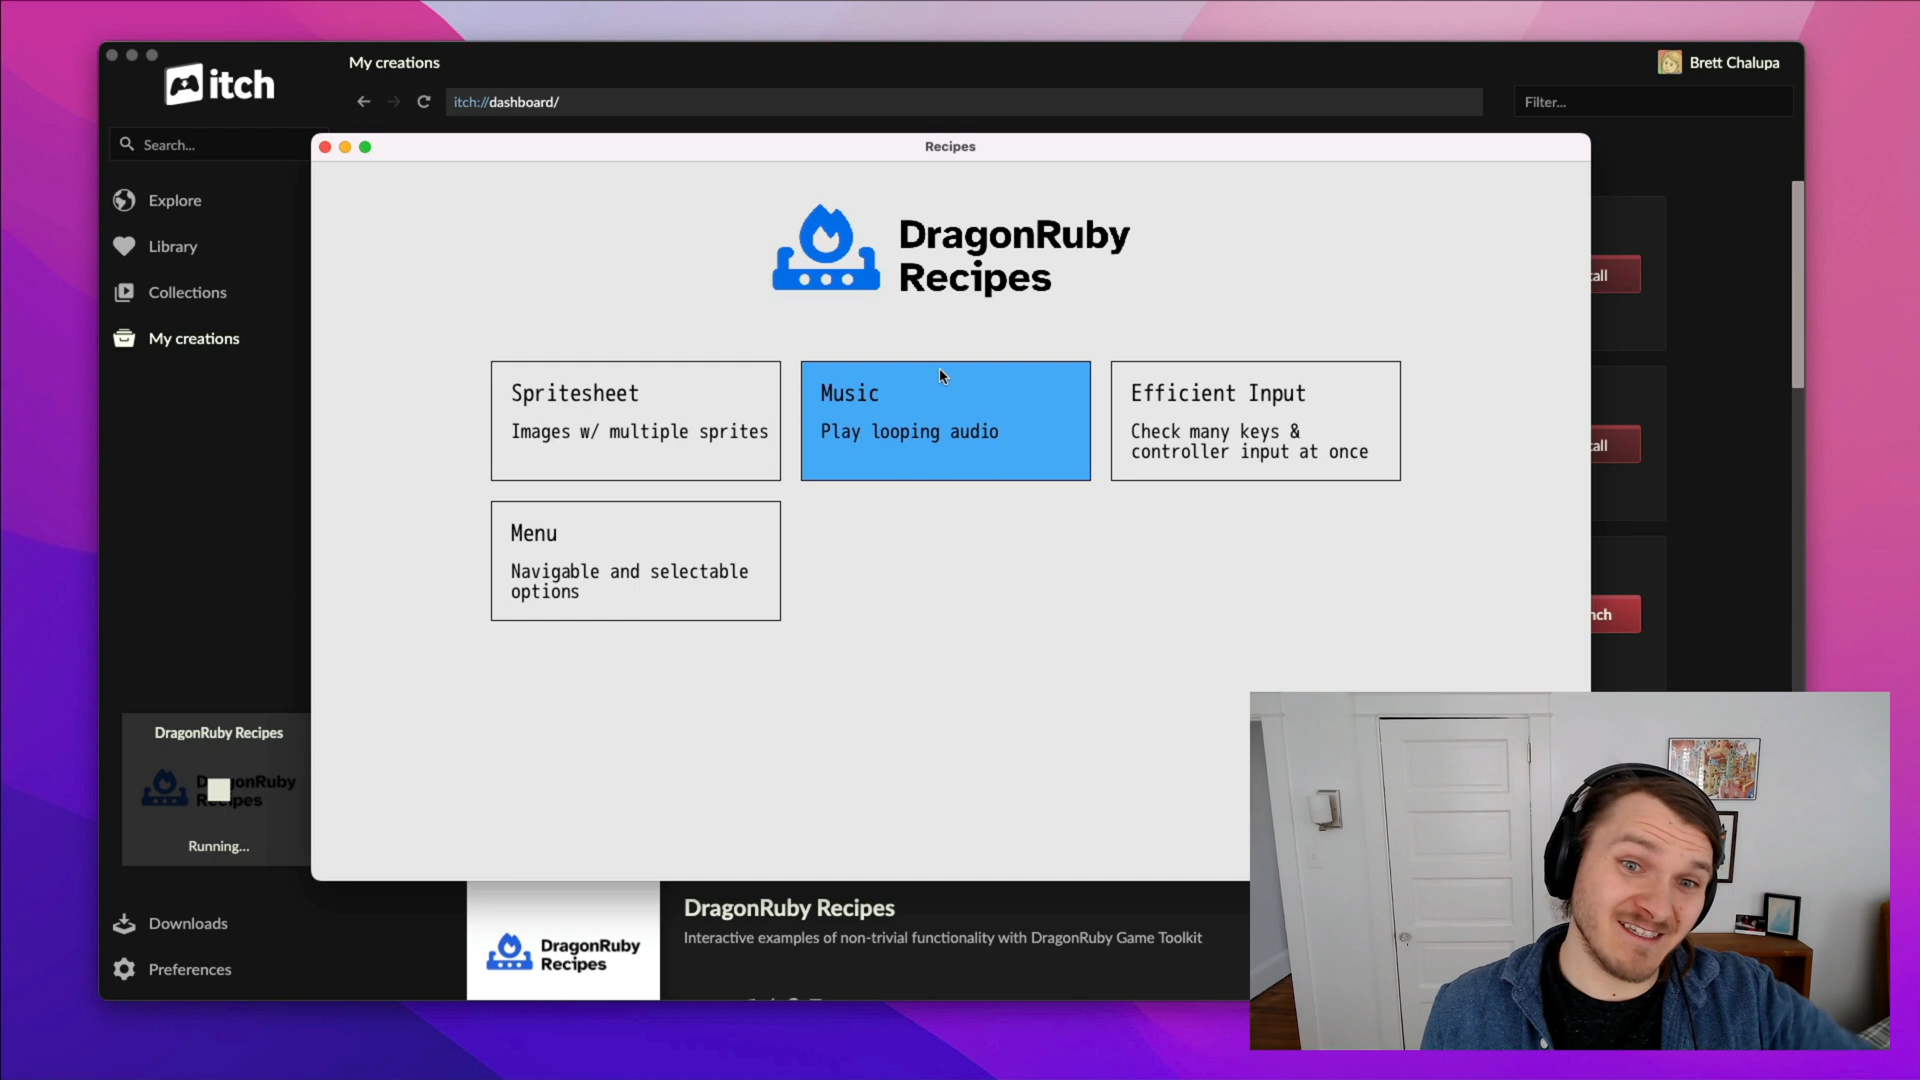 itch
My creations
Brett Chalupa
itch://dashboard/
Filter...
Search...
Recipes
Explore
Library
Collections
My creations
DragonRuby
Recipes
Spritesheet
Images w/ multiple sprites
Music
Play looping audio
Efficient Input
Check many keys &
controller input at once
Menu
Navigable and selectable
options
DragonRuby Recipes
Running...
Downloads
Preferences
DragonRuby
Recipes
DragonRuby Recipes
Interactive examples of non-trivial functionality with DragonRuby Game Toolkit